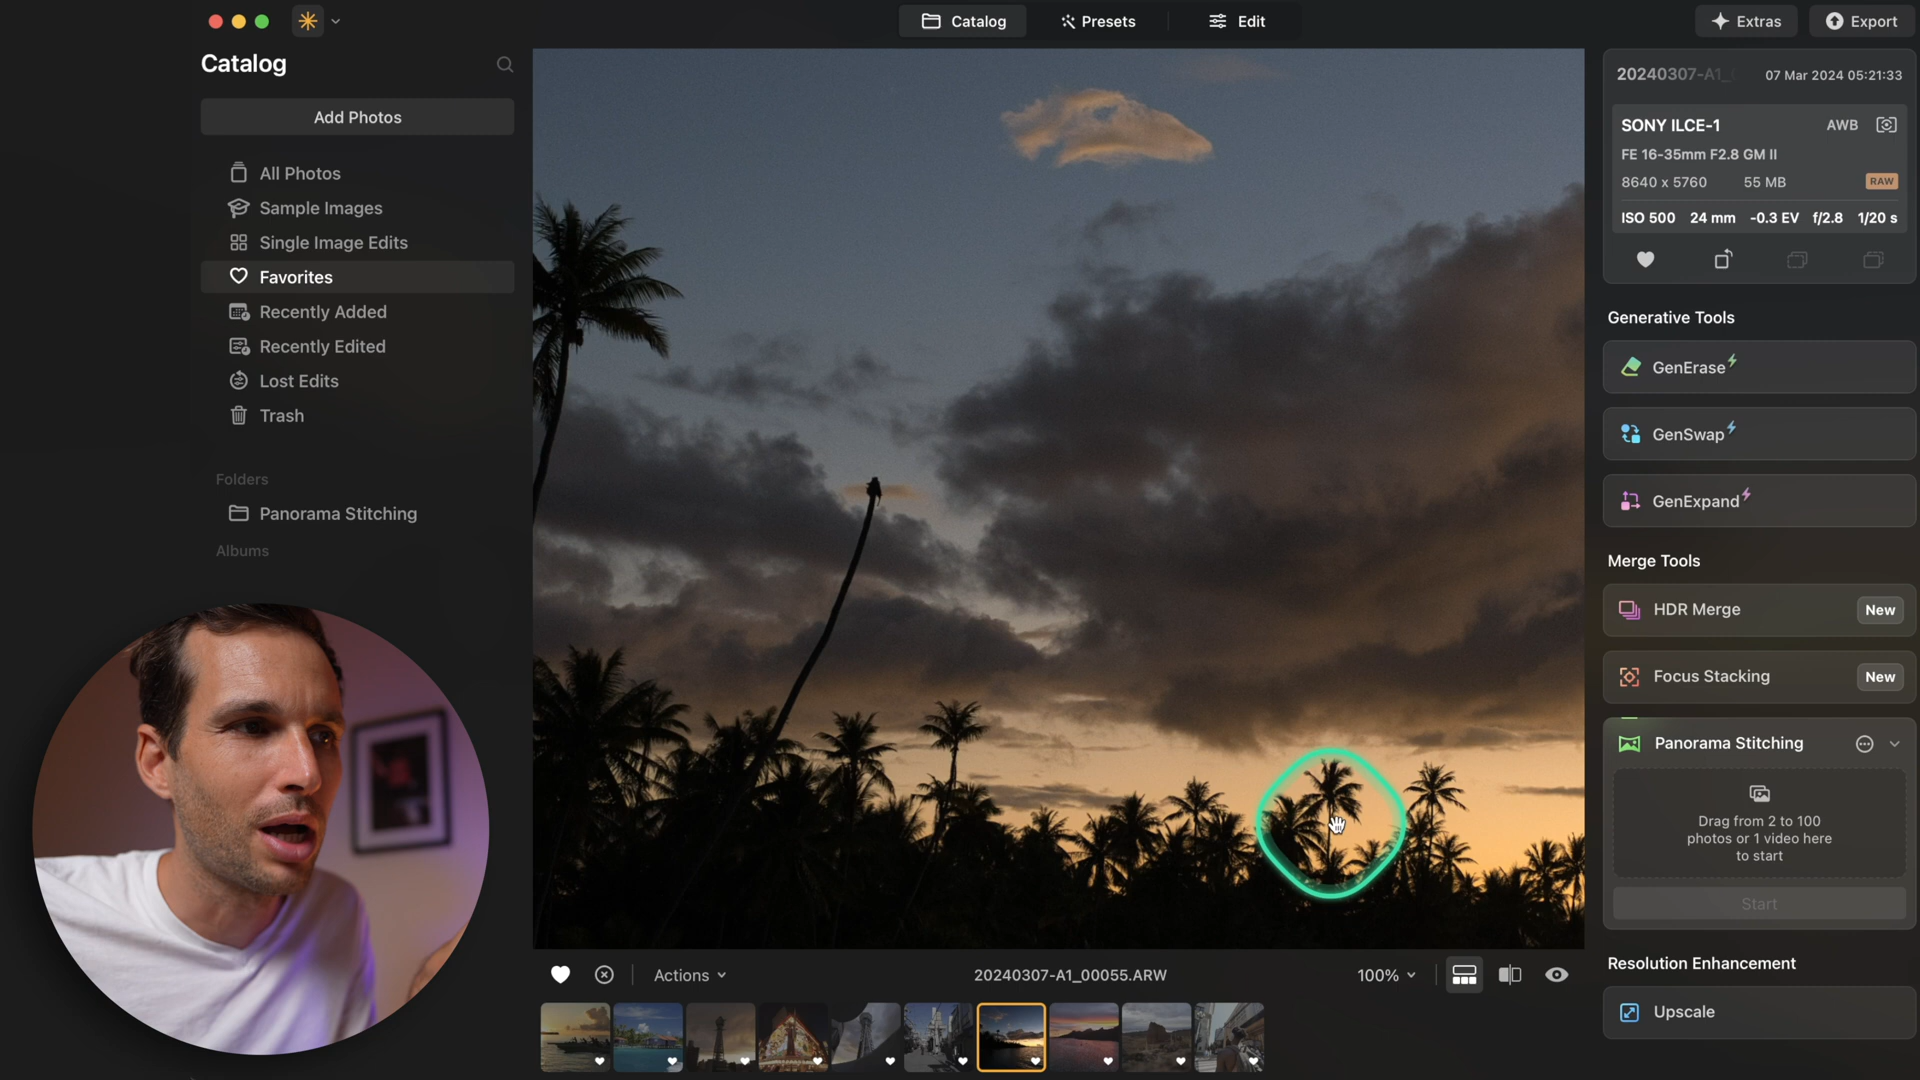 Catalog
Presets
Edit
Extras
Export
Catalog
Add Photos
All Photos
Sample Images
Single Image Edits
Favorites
Recently Added
Recently Edited
Lost Edits
Trash
Folders
Panorama Stitching
Albums
20240307-A1_
07 Mar 2024 05:21:33
SONY ILCE-1
AWB
FE 16-35mm F2.8 GM II
8640 x 5760 55 MB
RAW
ISO 500 24 mm -0.3 EV f/2.8 1/20 s
Generative Tools
GenErase
GenSwap
GenExpand
Merge Tools
HDR Merge
New
Focus Stacking
New
Panorama Stitching
Drag from 2 to 100
photos or 1 video here
to start
Start
Resolution Enhancement
Upscale
Actions
20240307-A1_00055.ARW
100%